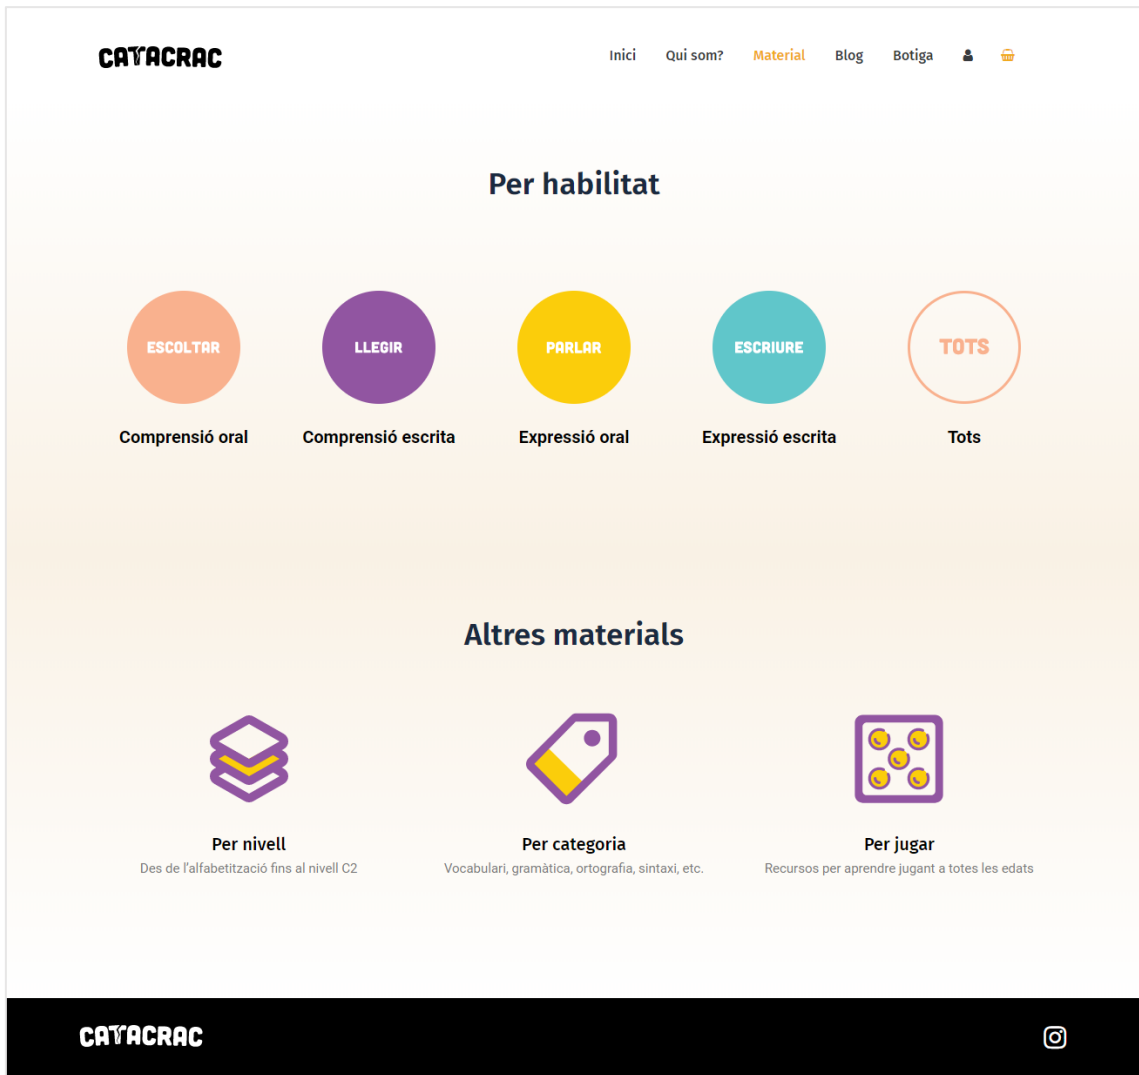 CATACRAC
Inici Qui som? Material Blog Botiga
Per habilitat
ESCOLTAR LLEGIR PARLAR ESCRIURE TOTS
Comprensió oral Comprensió escrita Expressió oral Expressió escrita Tots
Altres materials
Per nivell Per categoria Per jugar
Des de l'alfabetització fins al nivell C2 Vocabulari, gramàtica, ortografia, sintaxi, etc. Recursos per aprendre jugant a totes les edats
CATACRAC